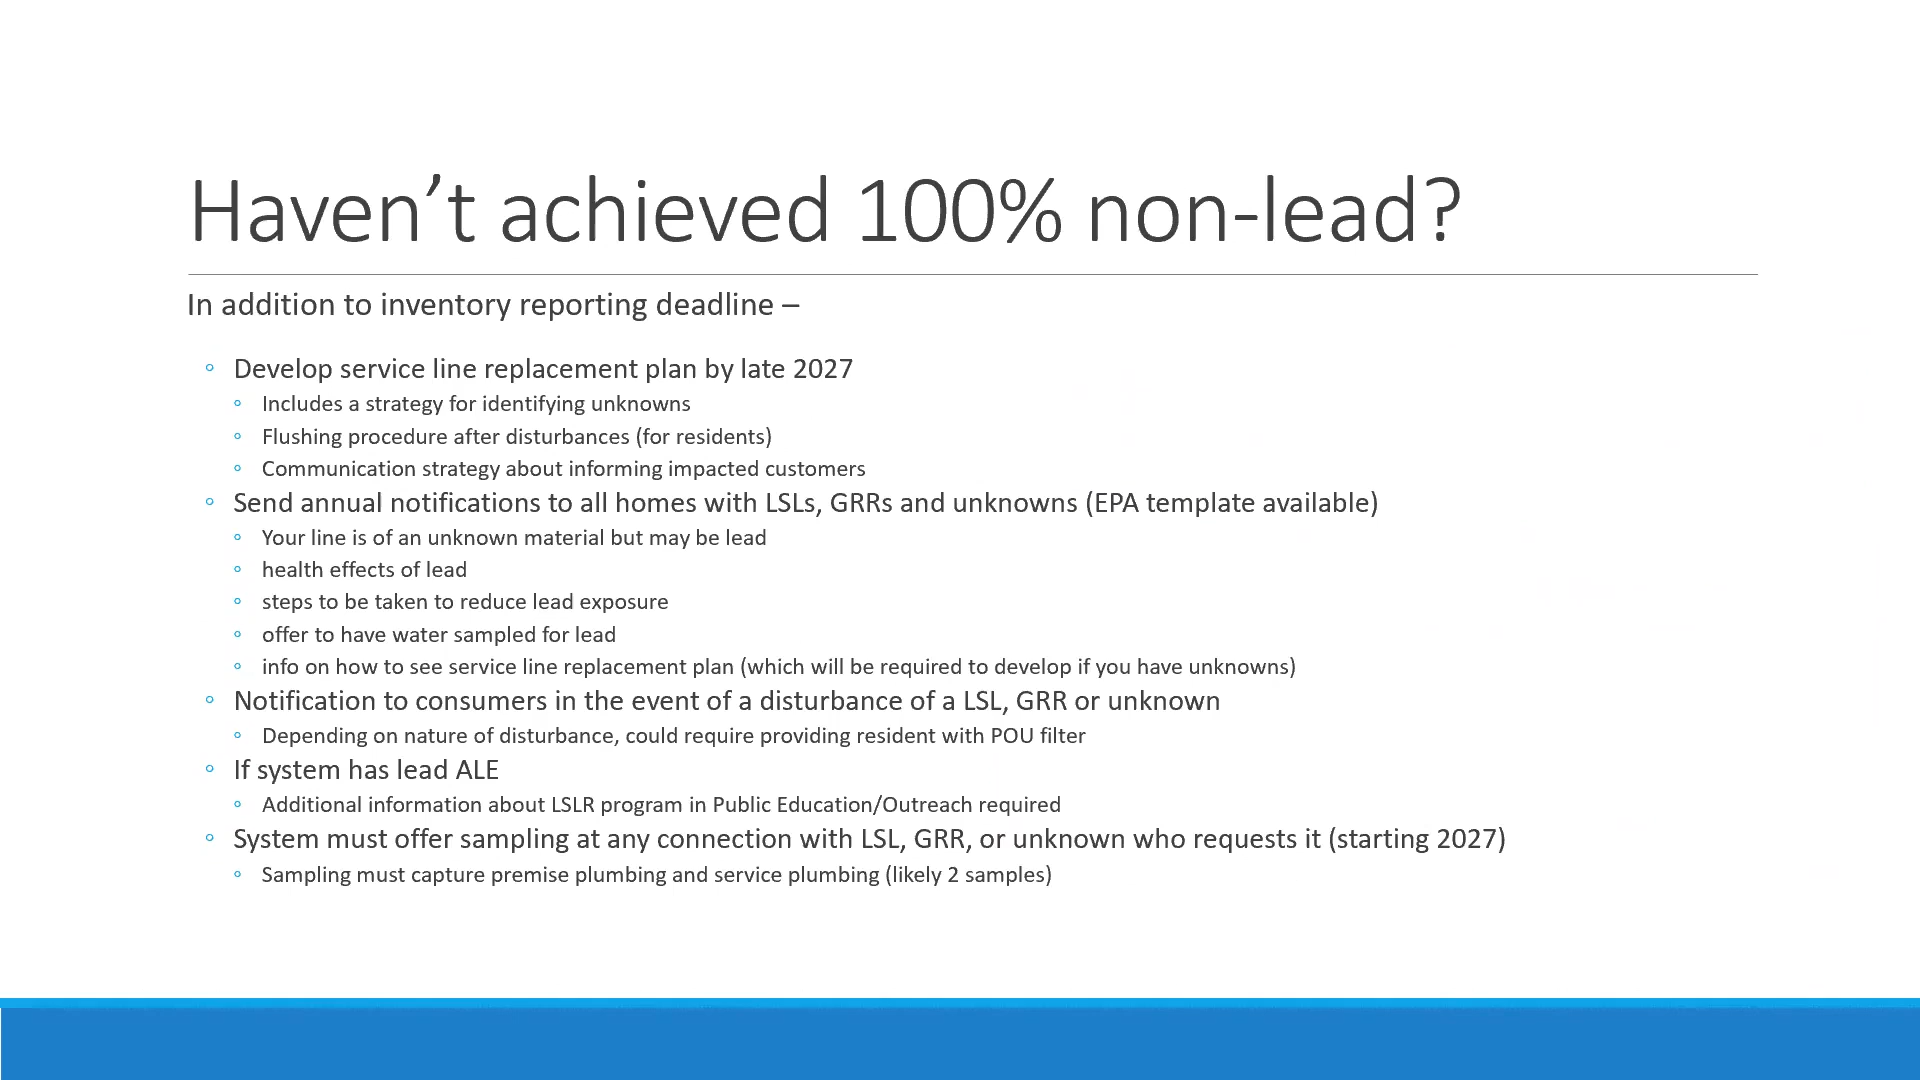 Haven’t achieved 100% non-lead?
In addition to inventory reporting deadline –
◦ Develop service line replacement plan by late 2027
◦ Includes a strategy for identifying unknowns
◦ Flushing procedure after disturbances (for residents)
◦ Communication strategy about informing impacted customers
◦ Send annual notifications to all homes with LSLs, GRRs and unknowns (EPA template available)
◦ Your line is of an unknown material but may be lead
◦ health effects of lead
◦ steps to be taken to reduce lead exposure
◦ offer to have water sampled for lead
◦ info on how to see service line replacement plan (which will be required to develop if you have unknowns)
◦ Notification to consumers in the event of a disturbance of a LSL, GRR or unknown
◦ Depending on nature of disturbance, could require providing resident with POU filter
◦ If system has lead ALE
◦ Additional information about LSLR program in Public Education/Outreach required
◦ System must offer sampling at any connection with LSL, GRR, or unknown who requests it (starting 2027)
◦ Sampling must capture premise plumbing and service plumbing (likely 2 samples)